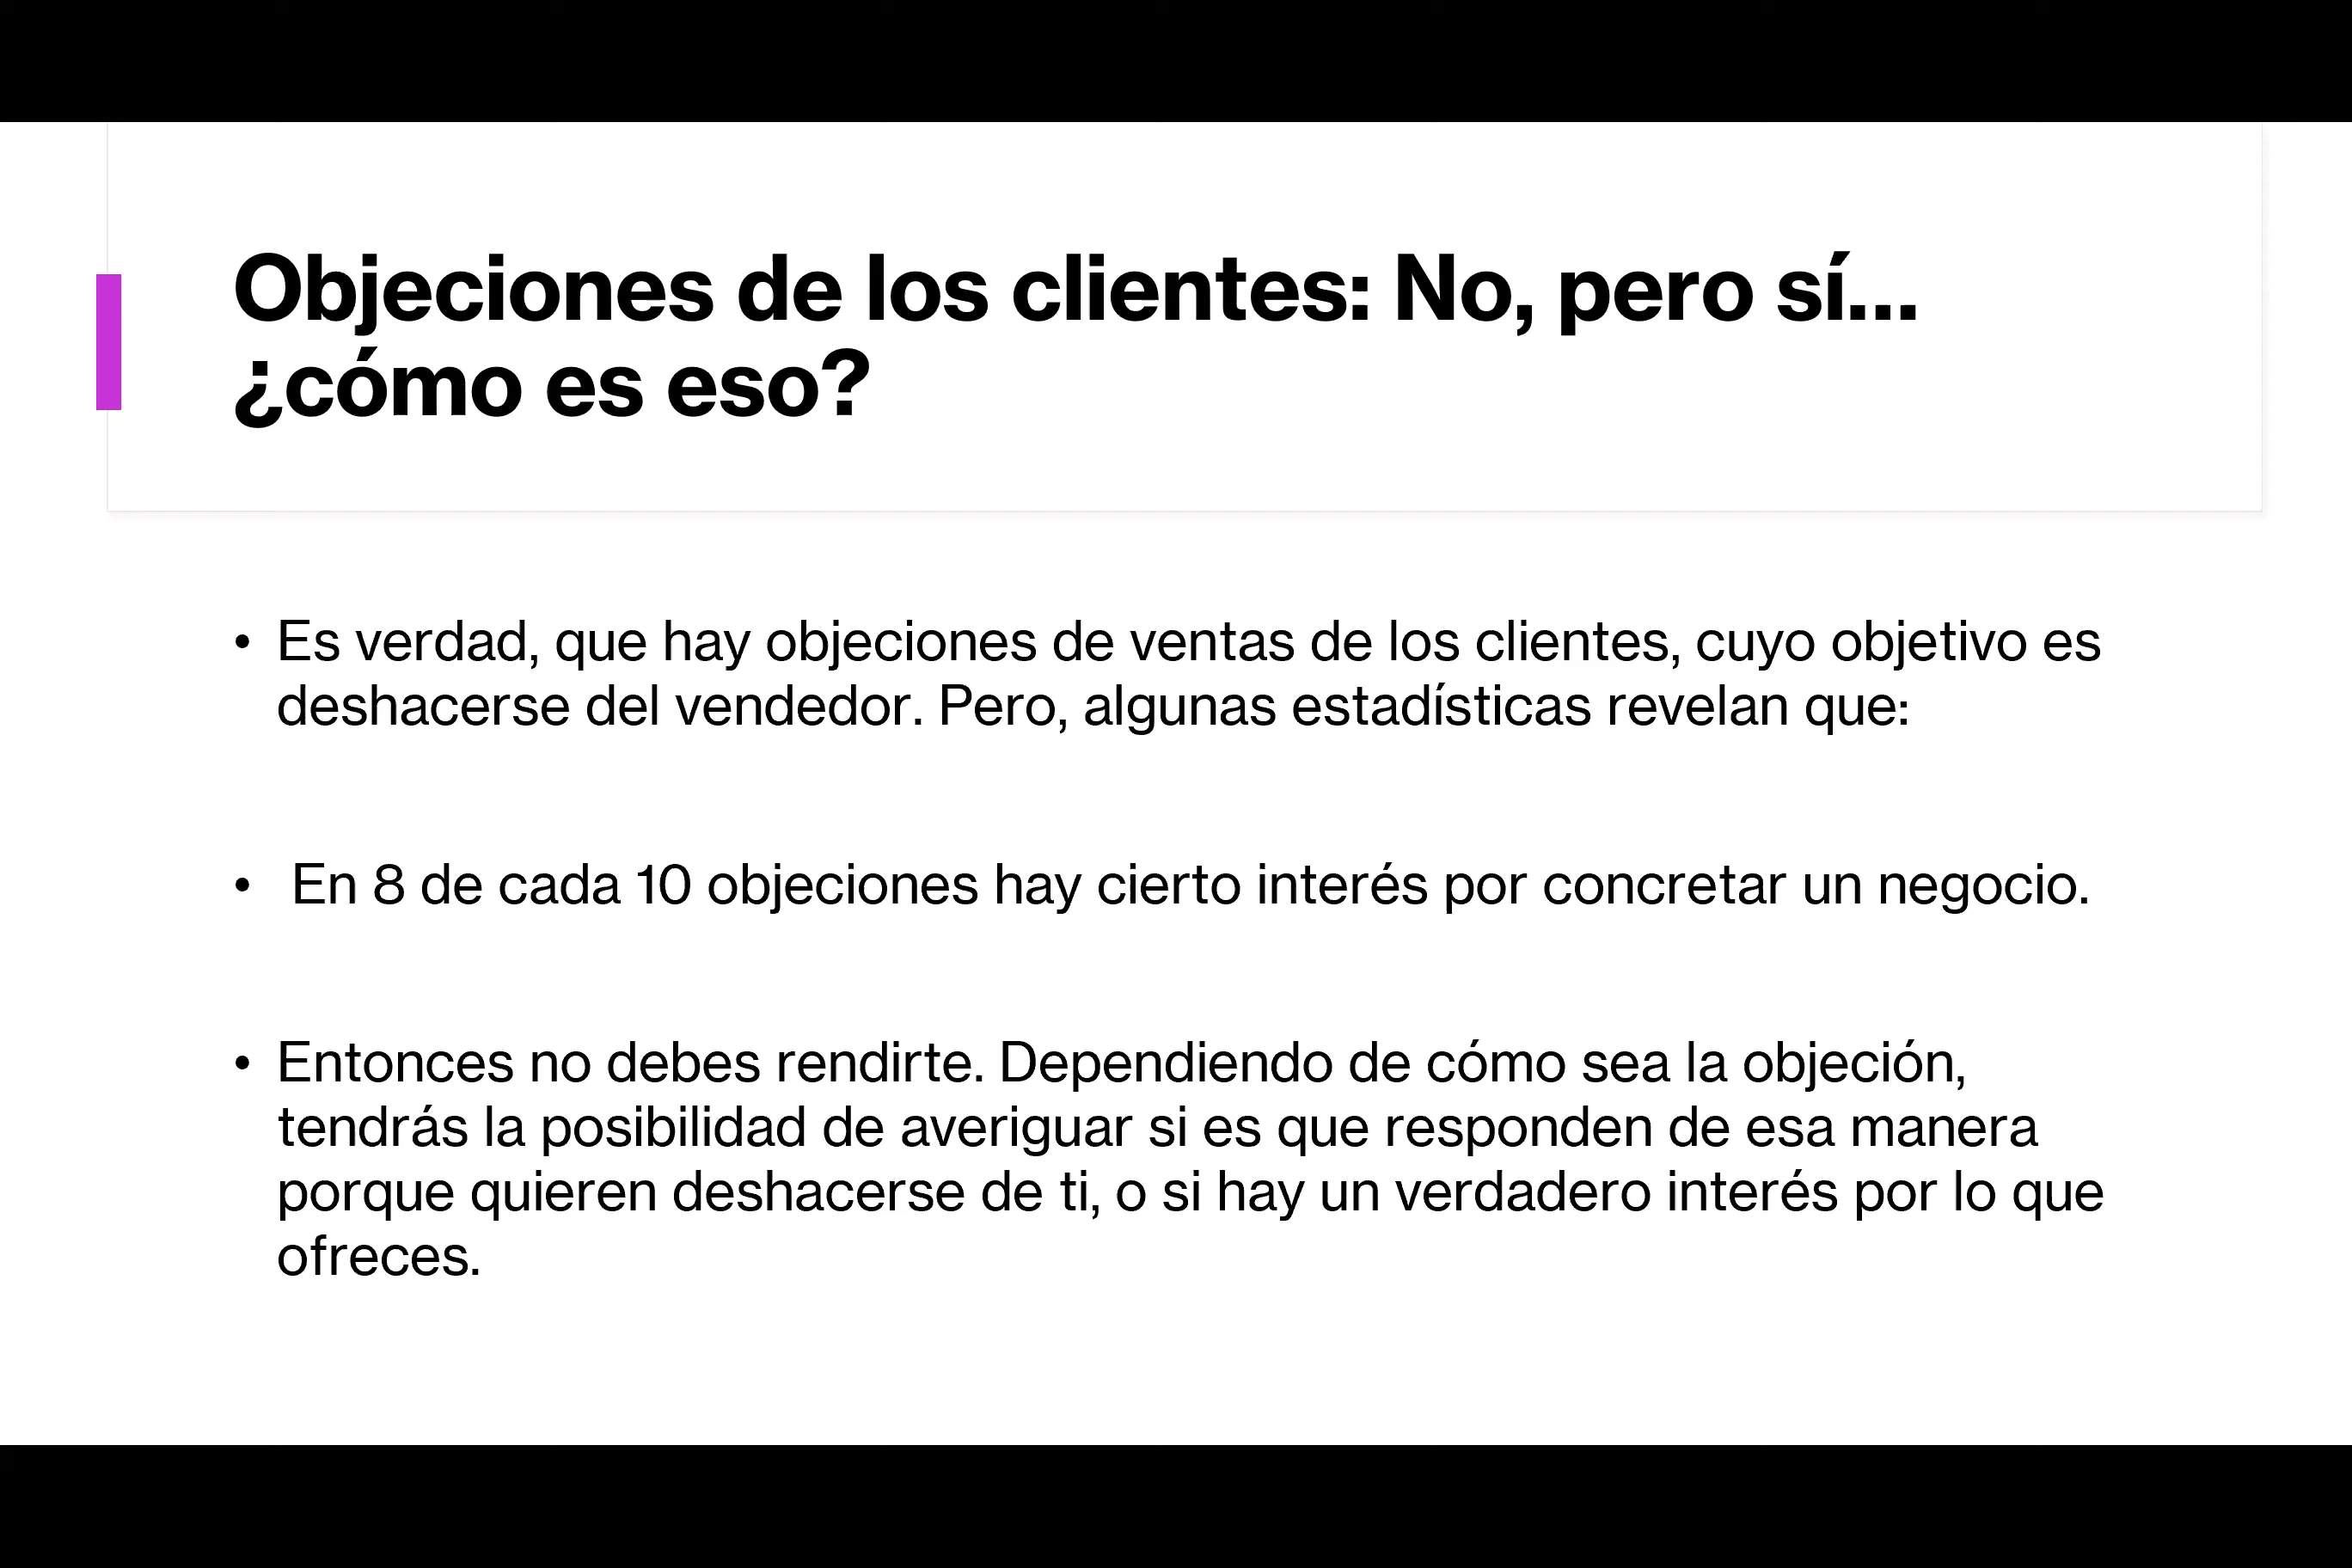 Objeciones de los clientes: No, pero sí...
¿cómo es eso?
• Es verdad, que hay objeciones de ventas de los clientes, cuyo objetivo es
deshacerse del vendedor. Pero, algunas estadísticas revelan que:
• En 8 de cada 10 objeciones hay cierto interés por concretar un negocio.
• Entonces no debes rendirte. Dependiendo de cómo sea la objeción,
tendrás la posibilidad de averiguar si es que responden de esa manera
porque quieren deshacerse de ti, o si hay un verdadero interés por lo que
ofreces.